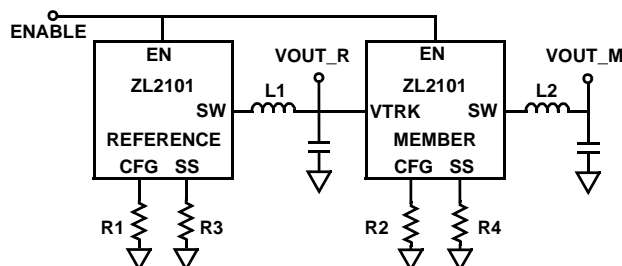 ENABLE
EN
ZL2101
SW
REFERENCE
CFG SS
R1
R3
L1
VOUT_R
EN
ZL2101
VTRK
SW
MEMBER
CFG SS
R2
R4
L2
VOUT_M